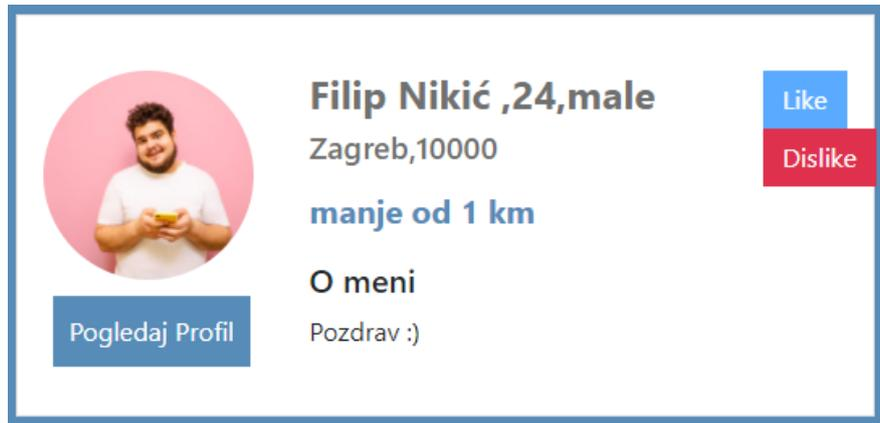 Filip Nikić ,24,male
Zagreb,10000
manje od 1 km
O meni
Pozdrav :)
Pogledaj Profil
Like
Dislike